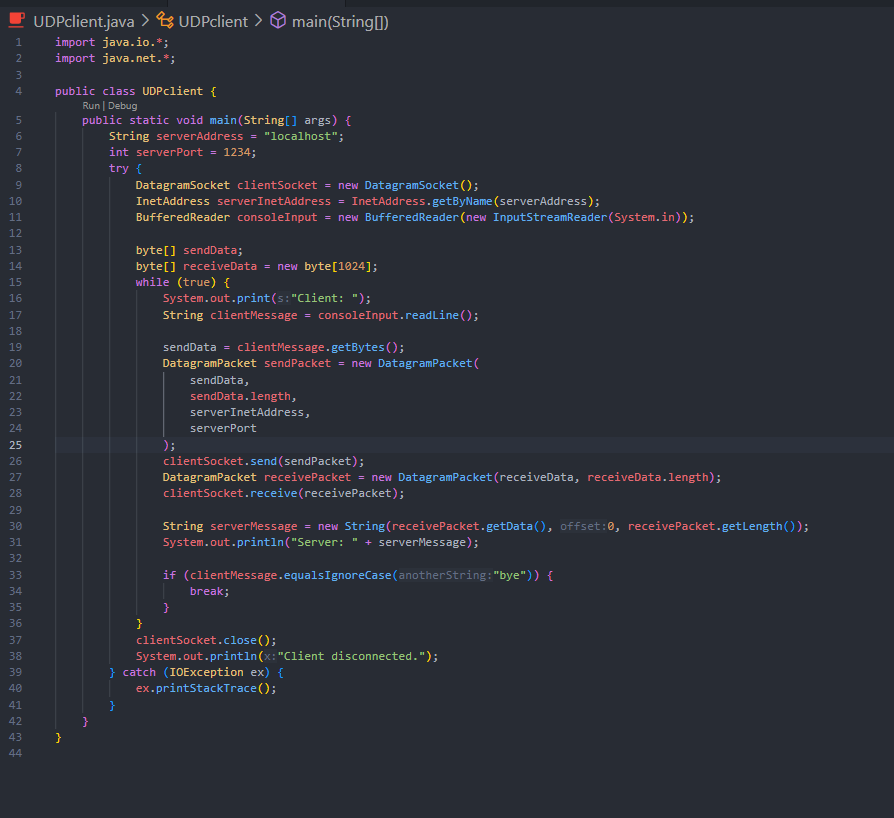 UDPclient.java > UDPclient > main(String[])
1 import java.io.*;
2 import java.net.*;
3
4 public class UDPclient {
Run | Debug
5 public static void main(String[] args) {
6 String serverAddress = "localhost";
7 int serverPort = 1234;
8 try {
9 DatagramSocket clientSocket = new DatagramSocket();
10 InetAddress serverInetAddress = InetAddress.getByName(serverAddress);
11 BufferedReader consoleInput = new BufferedReader(new InputStreamReader(System.in));
12
13 byte[] sendData;
14 byte[] receiveData = new byte[1024];
15 while (true) {
16 System.out.print(s:"Client: ");
17 String clientMessage = consoleInput.readLine();
18
19 sendData = clientMessage.getBytes();
20 DatagramPacket sendPacket = new DatagramPacket(
21 sendData,
22 sendData.length,
23 serverInetAddress,
24 serverPort
25 );
26 clientSocket.send(sendPacket);
27 DatagramPacket receivePacket = new DatagramPacket(receiveData, receiveData.length);
28 clientSocket.receive(receivePacket);
29
30 String serverMessage = new String(receivePacket.getData(), offset:0, receivePacket.getLength());
31 System.out.println("Server: " + serverMessage);
32
33 if (clientMessage.equalsIgnoreCase(anotherString:"bye")) {
34 break;
35 }
36 }
37 clientSocket.close();
38 System.out.println(x:"Client disconnected.");
39 } catch (IOException ex) {
40 ex.printStackTrace();
41 }
42 }
43 }
44